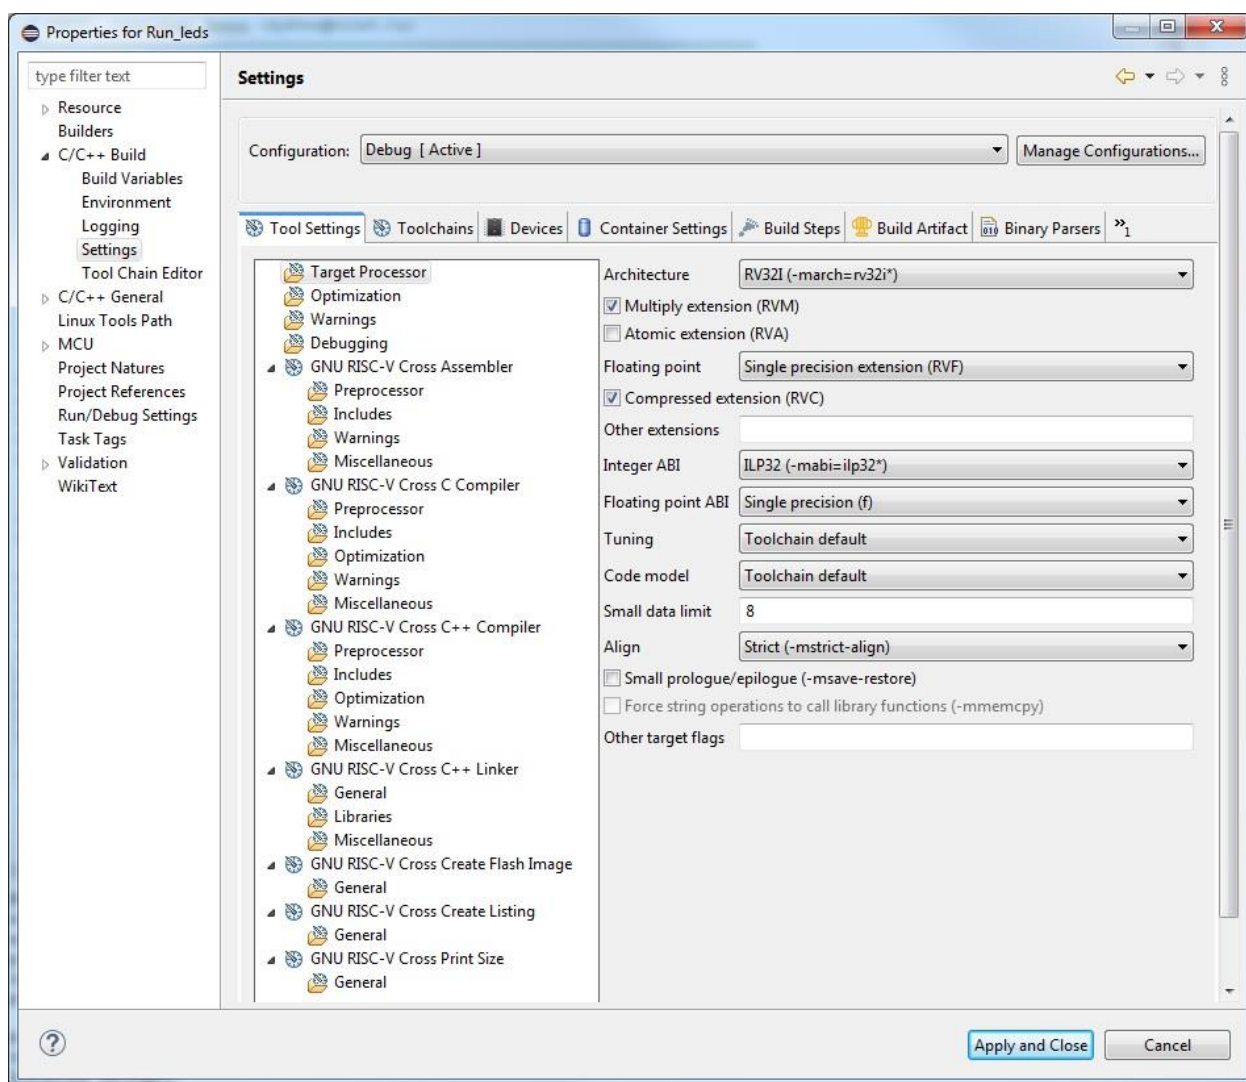 Properties for Run_leds
type filter text
Resource
Builders
C/C++ Build
Build Variables
Environment
Logging
Settings
Tool Chain Editor
C/C++ General
Linux Tools Path
MCU
Project Natures
Project References
Run/Debug Settings
Task Tags
Validation
WikiText
Settings
Configuration: Debug [ Active ] Manage Configurations...
Tool Settings Toolchains Devices Container Settings Build Steps Build Artifact Binary Parsers »1
Target Processor
Optimization
Warnings
Debugging
GNU RISC-V Cross Assembler
Preprocessor
Includes
Warnings
Miscellaneous
GNU RISC-V Cross C Compiler
Preprocessor
Includes
Optimization
Warnings
Miscellaneous
GNU RISC-V Cross C++ Compiler
Preprocessor
Includes
Optimization
Warnings
Miscellaneous
GNU RISC-V Cross C++ Linker
General
Libraries
Miscellaneous
GNU RISC-V Cross Create Flash Image
General
GNU RISC-V Cross Create Listing
General
GNU RISC-V Cross Print Size
General
Architecture RV32I (-march=rv32i*)
Multiply extension (RVM)
Atomic extension (RVA)
Floating point Single precision extension (RVF)
Compressed extension (RVC)
Other extensions
Integer ABI ILP32 (-mabi=ilp32*)
Floating point ABI Single precision (f)
Tuning Toolchain default
Code model Toolchain default
Small data limit 8
Align Strict (-mstrict-align)
Small prologue/epilogue (-msave-restore)
Force string operations to call library functions (-mmemcpy)
Other target flags
? Apply and Close Cancel